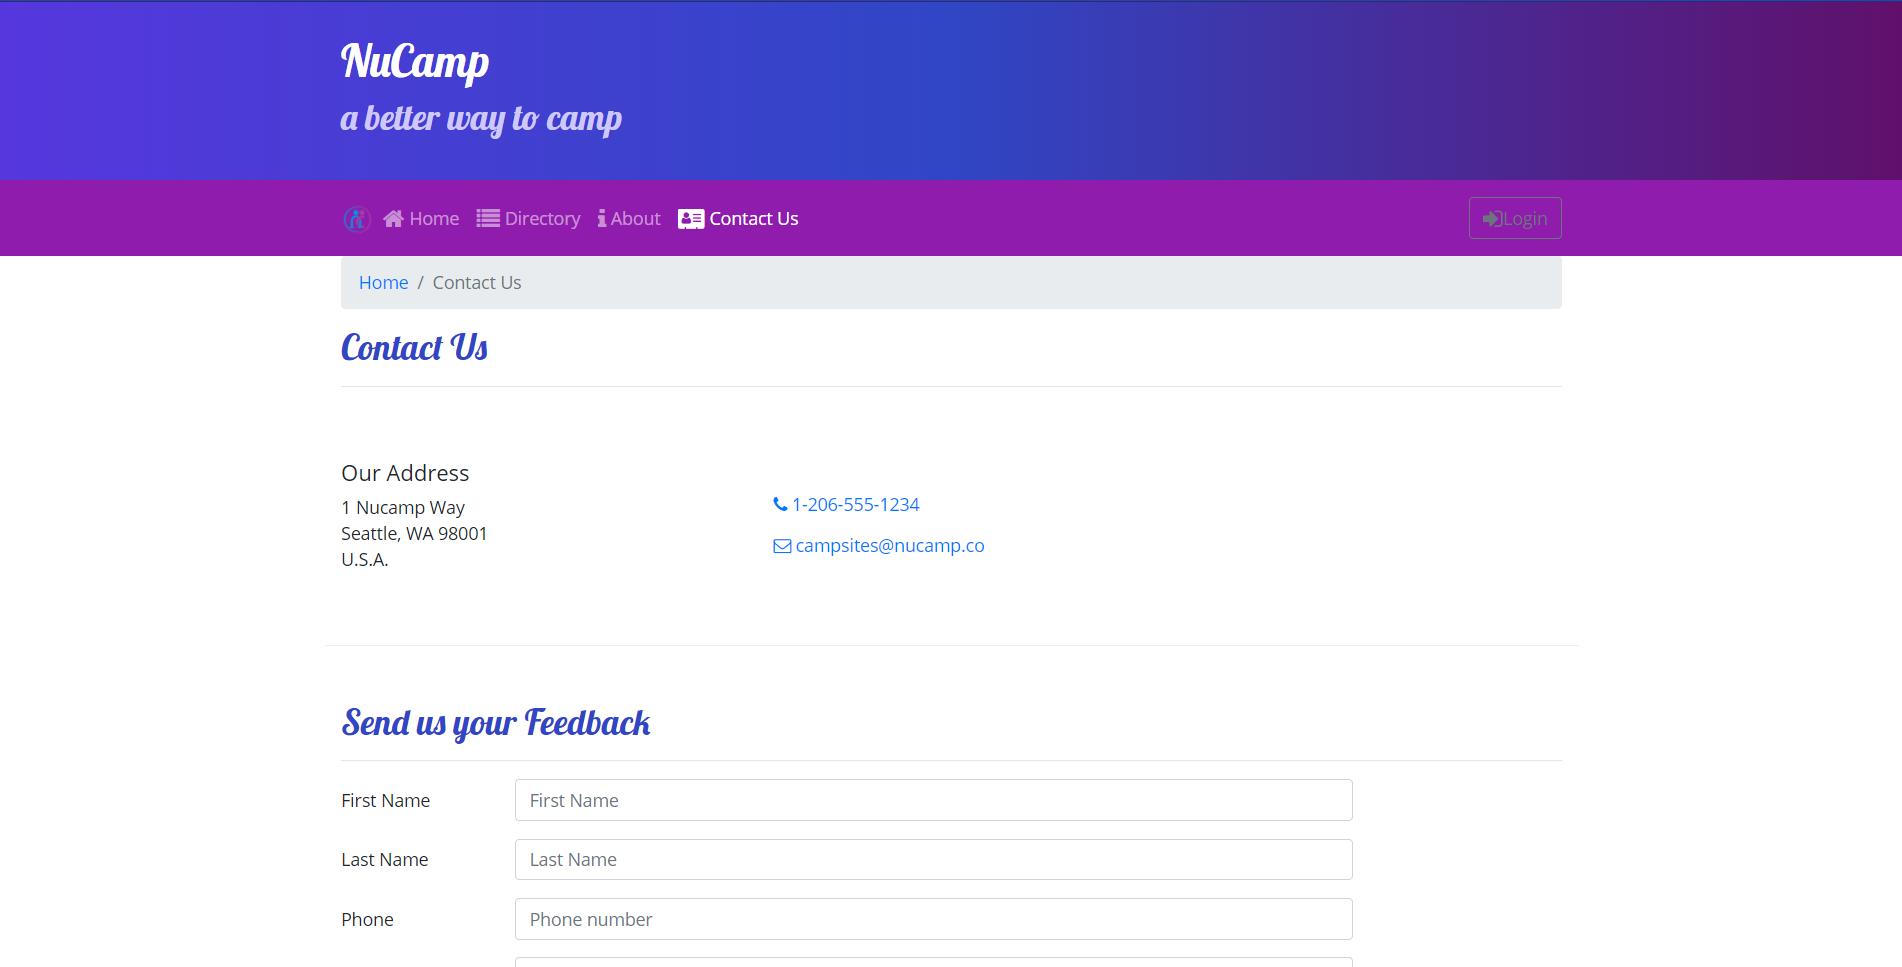 NuCamp
a better way to camp
Home Directory About Contact Us Login
Home / Contact Us
Contact Us
Our Address
1 Nucamp Way
Seattle, WA 98001
U.S.A.
1-206-555-1234
campsites@nucamp.co
Send us your Feedback
First Name First Name
Last Name Last Name
Phone Phone number